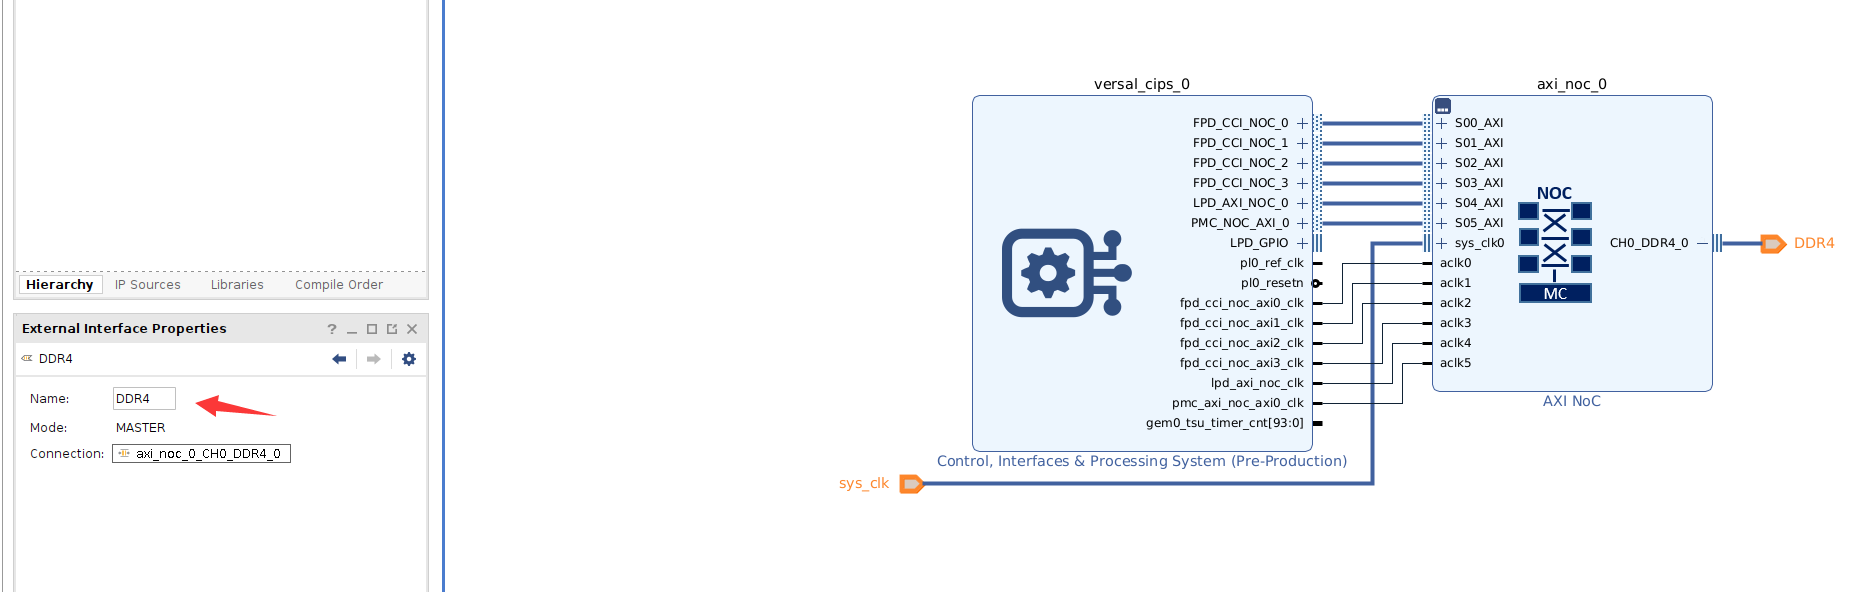 Hierarchy IP Sources Libraries Compile Order
External Interface Properties ?
DDR4
Name: DDR4
Mode: MASTER
Connection: axi_noc_0_CH0_DDR4_0
versal_cips_0
FPD_CCI_NOC_0
FPD_CCI_NOC_1
FPD_CCI_NOC_2
FPD_CCI_NOC_3
LPD_AXI_NOC_0
PMC_NOC_AXI_0
LPD_GPIO
pl0_ref_clk
pl0_resetn
fpd_cci_noc_axi0_clk
fpd_cci_noc_axi1_clk
fpd_cci_noc_axi2_clk
fpd_cci_noc_axi3_clk
lpd_axi_noc_clk
pmc_axi_noc_axi0_clk
gem0_tsu_timer_cnt[93:0]
Control, Interfaces & Processing System (Pre-Production)
sys_clk
axi_noc_0
S00_AXI
S01_AXI
S02_AXI
S03_AXI
S04_AXI
S05_AXI
sys_clk0
aclk0
aclk1
aclk2
aclk3
aclk4
aclk5
NOC
MC
CH0_DDR4_0
AXI NoC
DDR4